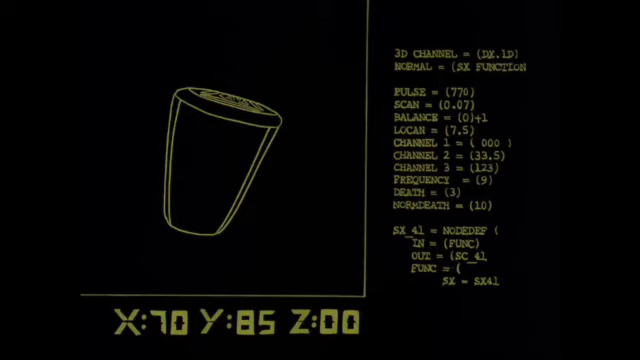 3D CHANNEL = (DX.1D)
NORMAL = (SX FUNCTION
PULSE = (770)
SCAN = (0.07)
BALANCE = (0)+1
LOCAN = (7.5)
CHANNEL 1 = ( 000 )
CHANNEL 2 = (33.5)
CHANNEL 3 = (123)
FREQUENCY = (9)
DEATH = (3)
NORMDEATH = (10)
SX_41 = NODEDEF (
IN = (FUNC)
OUT = (SC_41
FUNC = (
SX = SX41
X:70 Y:85 Z:00